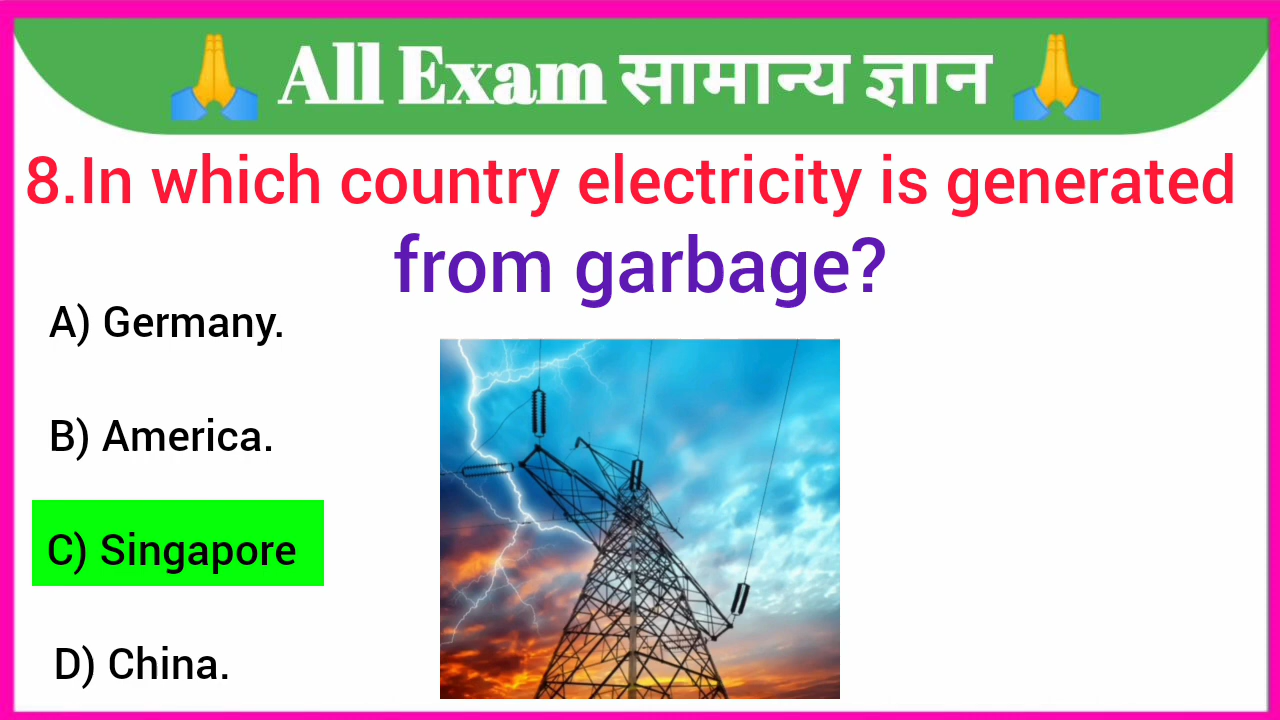 🙏 All Exam सामान्य ज्ञान 🙏
8.In which country electricity is generated
from garbage?
A) Germany.
B) America.
C) Singapore
D) China.